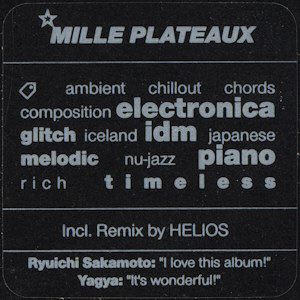 MILLE PLATEAUX
ambient chillout chords
composition electronica
glitch iceland idm japanese
melodic nu-jazz piano
rich timeless
Incl. Remix by HELIOS
Ryuichi Sakamoto: "I love this album!"
Yagya: "It's wonderful!"